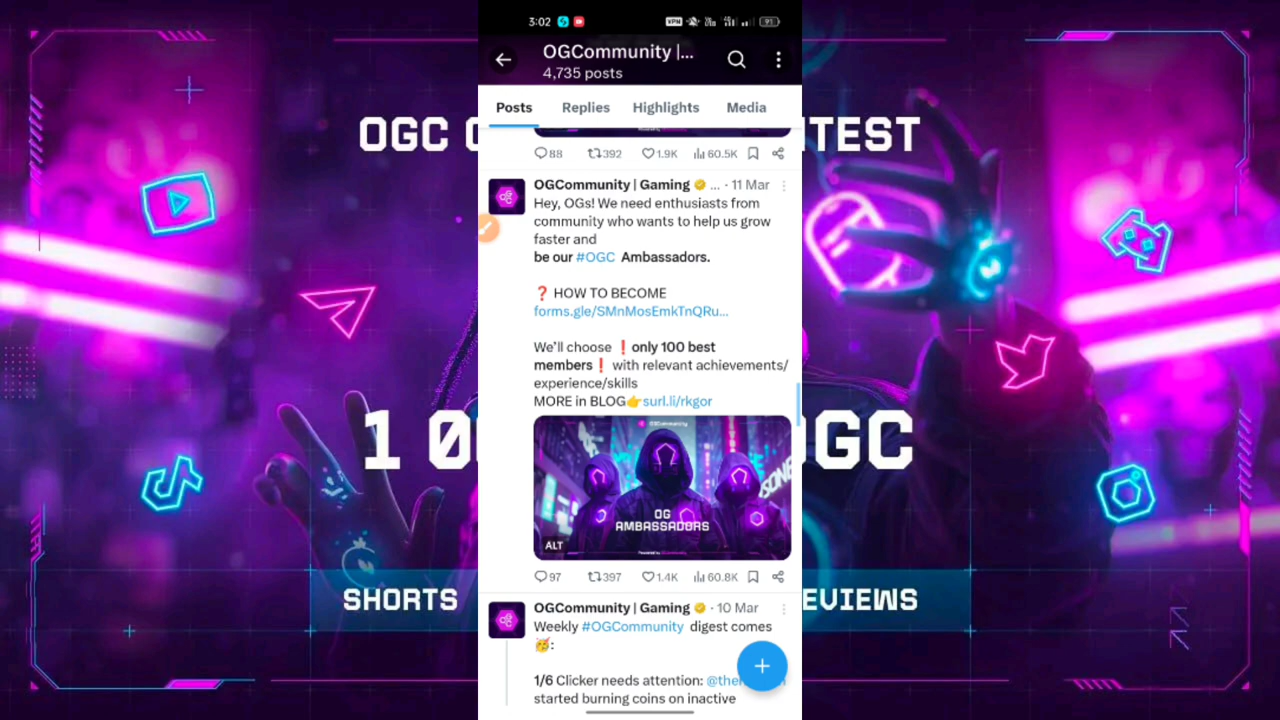 3:02
VPN
91
OGCommunity |...
4,735 posts
Posts
Replies
Highlights
Media
OGC C
TEST
88
392
1.9K
60.5K
OGCommunity | Gaming ... · 11 Mar
Hey, OGs! We need enthusiasts from
community who wants to help us grow
faster and
be our #OGC Ambassadors.
❓ HOW TO BECOME
forms.gle/SMnMosEmkTnQRu...
We'll choose ❗only 100 best
members❗ with relevant achievements/
experience/skills
MORE in BLOG👉surl.li/rkgor
1 0
OGC
OG
AMBASSADORS
ALT
97
397
1.4K
60.8K
SHORTS
EVIEWS
OGCommunity | Gaming · 10 Mar
Weekly #OGCommunity digest comes
🥳:
1/6 Clicker needs attention: @the
started burning coins on inactive